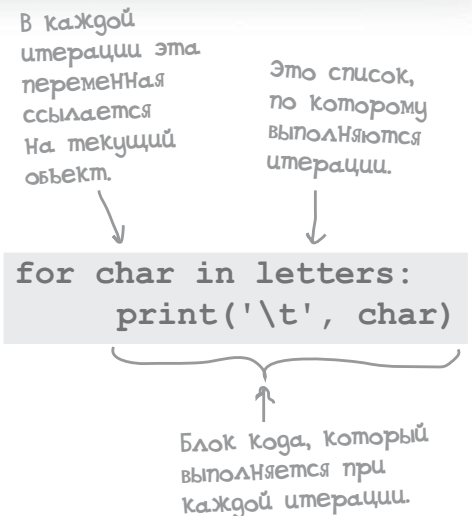 В каждой
итерации эта
переменная
ссылается
на текущий
объект.
Это список,
по которому
выполняются
итерации.
for char in letters:
print('\t', char)
Блок кода, который
выполняется при
каждой итерации.